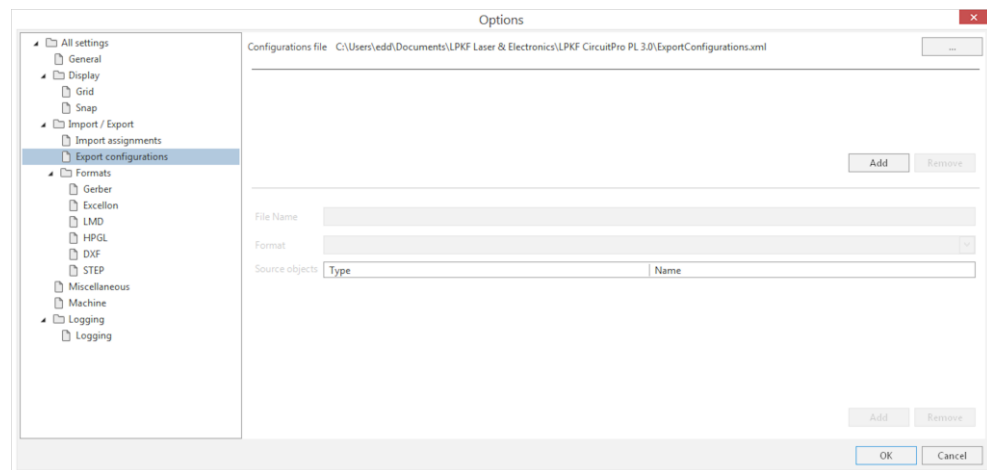 Options
All settings
General
Display
Grid
Snap
Import / Export
Import assignments
Export configurations
Formats
Gerber
Excellon
LMD
HPGL
DXF
STEP
Miscellaneous
Machine
Logging
Logging
Configurations file C:\Users\edd\Documents\LPKF Laser & Electronics\LPKF CircuitPro PL 3.0\ExportConfigurations.xml
...
Add Remove
File Name
Format
Source objects Type Name
Add Remove
OK Cancel